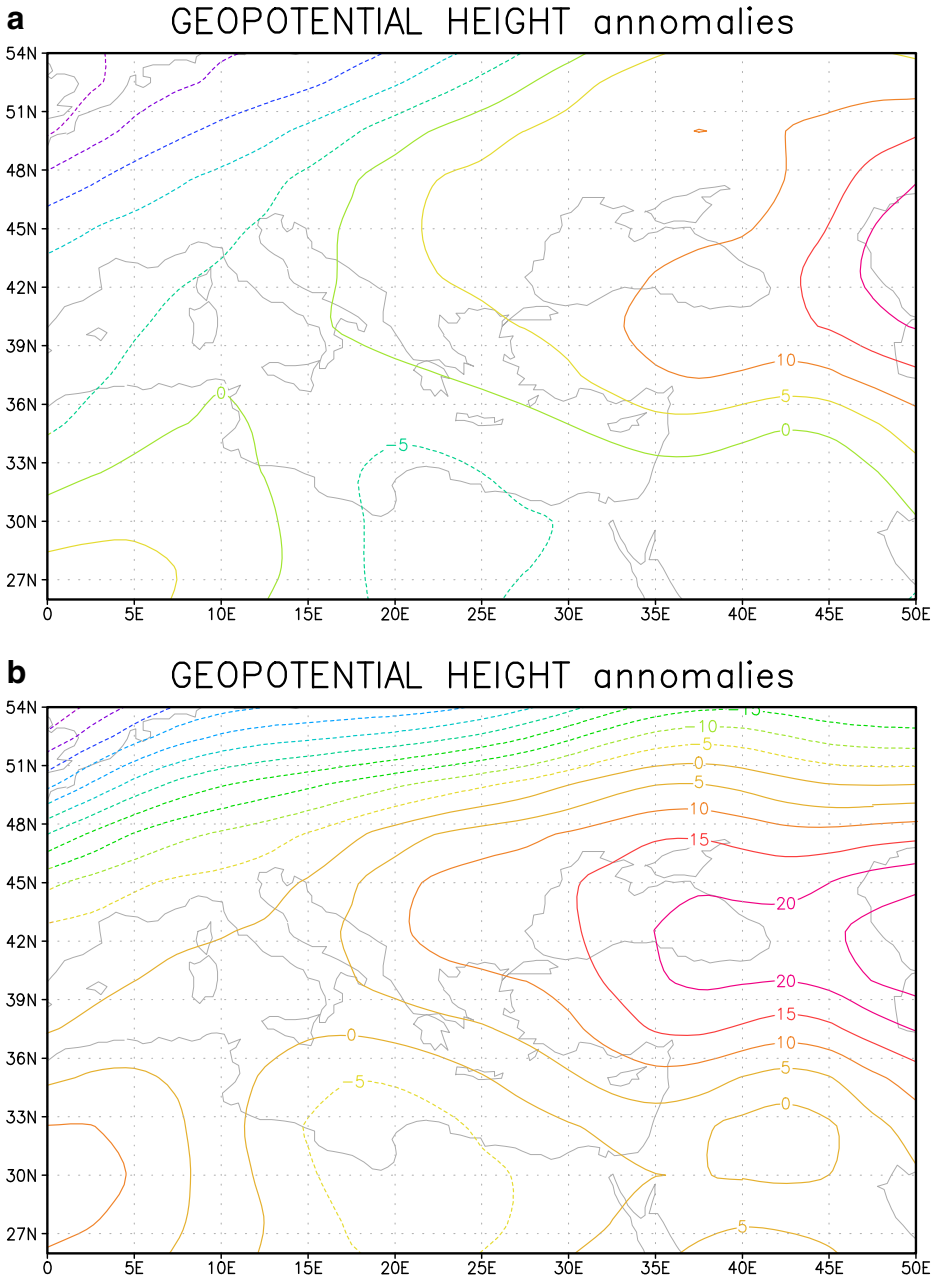 a
GEOPOTENTIAL HEIGHT annomalies
54N
51N
48N
45N
42N
39N
10
36N
0
5
0
33N
-5
30N
27N
0 5E 10E 15E 20E 25E 30E 35E 40E 45E 50E
b
GEOPOTENTIAL HEIGHT annomalies
54N
-15
-10
-5
51N
0
5
48N
10
15
45N
20
42N
20
39N
15
0
10
36N
5
-5
0
33N
30N
27N
5
0 5E 10E 15E 20E 25E 30E 35E 40E 45E 50E